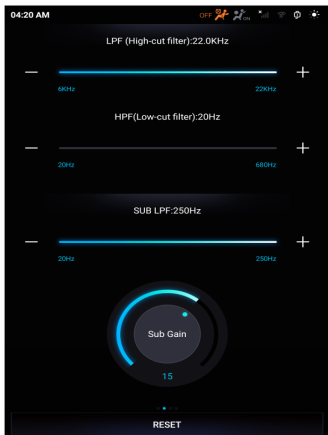 04:20 AM OFF ON
LPF (High-cut filter):22.0KHz
6KHz 22KHz
HPF(Low-cut filter):20Hz
20Hz 680Hz
SUB LPF:250Hz
20Hz 250Hz
Sub Gain
15
RESET